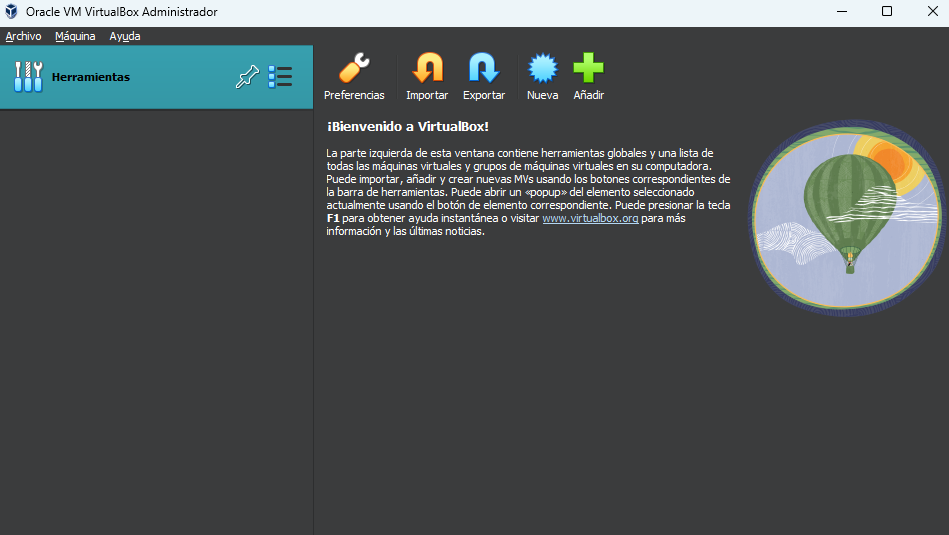 Oracle VM VirtualBox Administrador
Archivo Máquina Ayuda
Herramientas
Preferencias Importar Exportar Nueva Añadir
¡Bienvenido a VirtualBox!
La parte izquierda de esta ventana contiene herramientas globales y una lista de
todas las máquinas virtuales y grupos de máquinas virtuales en su computadora.
Puede importar, añadir y crear nuevas MVs usando los botones correspondientes de
la barra de herramientas. Puede abrir un «popup» del elemento seleccionado
actualmente usando el botón de elemento correspondiente. Puede presionar la tecla
F1 para obtener ayuda instantánea o visitar www.virtualbox.org para más
información y las últimas noticias.